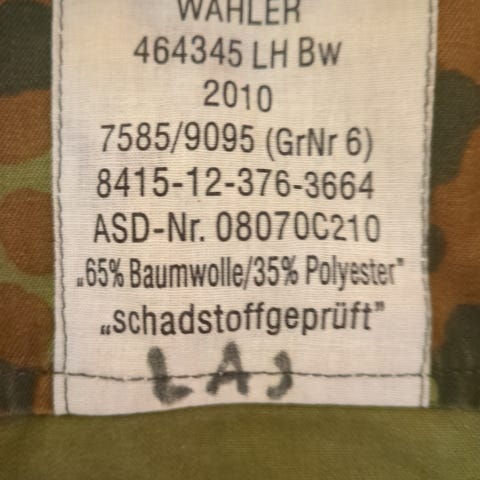 WAHLER
464345 LH Bw
2010
7585/9095 (GrNr 6)
8415-12-376-3664
ASD-Nr. 08070C210
„65% Baumwolle/35% Polyester"
„schadstoffgeprüft"
LAJ